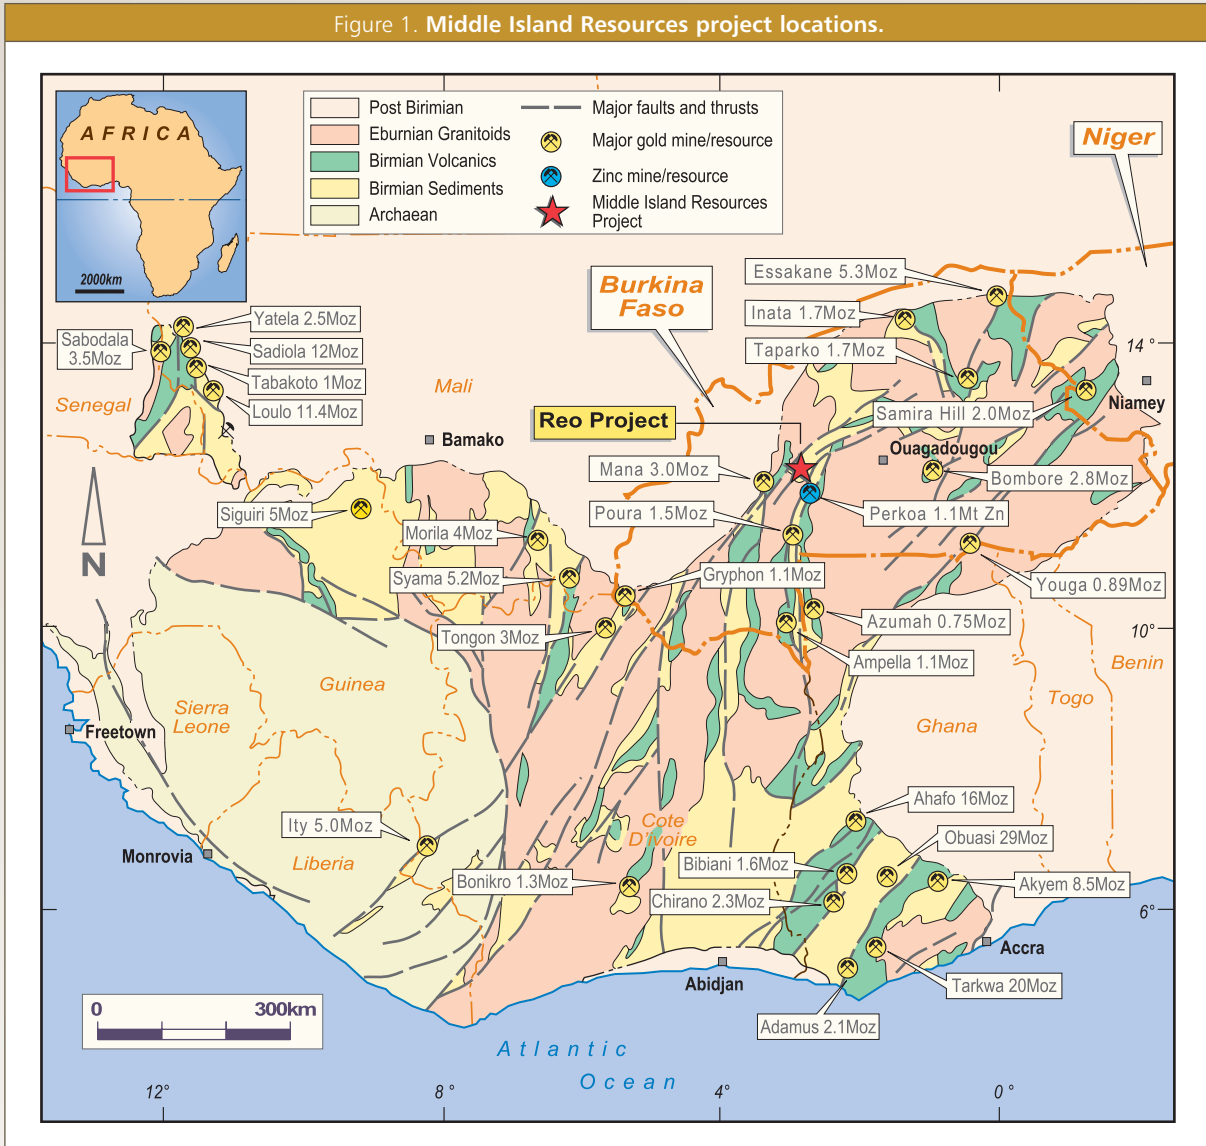 Figure 1. Middle Island Resources project locations.
AFRICA
2000km
Post Birimian
Eburnian Granitoids
Birmian Volcanics
Birmian Sediments
Archaean
Major faults and thrusts
Major gold mine/resource
Zinc mine/resource
Middle Island Resources
Project
Niger
Burkina
Faso
Essakane 5.3Moz
Inata 1.7Moz
Taparko 1.7Moz
Yatela 2.5Moz
Sabodala
3.5Moz
Sadiola 12Moz
Tabakoto 1Moz
Loulo 11.4Moz
14°
Senegal
Mali
Niamey
Samira Hill 2.0Moz
Reo Project
Bamako
Ouagadougou
Mana 3.0Moz
Bombore 2.8Moz
Siguiri 5Moz
Poura 1.5Moz
Perkoa 1.1Mt Zn
Morila 4Moz
N
Syama 5.2Moz
Gryphon 1.1Moz
Youga 0.89Moz
Tongon 3Moz
Azumah 0.75Moz
10°
Ampella 1.1Moz
Benin
Guinea
Togo
Sierra
Leone
Ghana
Freetown
Ahafo 16Moz
Ity 5.0Moz
Cote
D'ivoire
Obuasi 29Moz
Monrovia
Liberia
Bibiani 1.6Moz
Bonikro 1.3Moz
Akyem 8.5Moz
Chirano 2.3Moz
6°
Accra
Abidjan
Tarkwa 20Moz
0 300km
Adamus 2.1Moz
Atlantic
Ocean
12° 8° 4° 0°